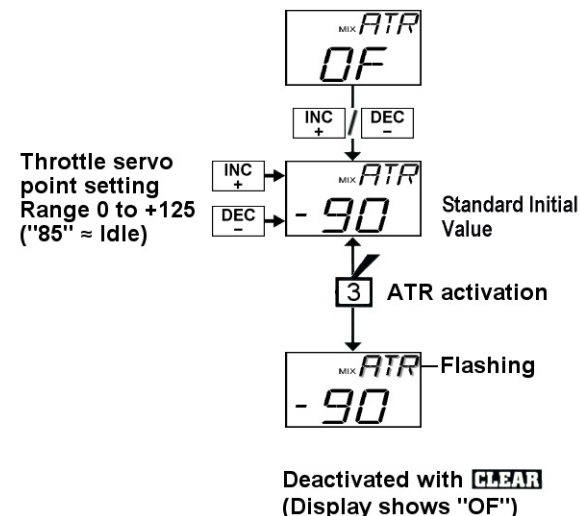 MIX ATR
OF
INC + / DEC −
Throttle servo
point setting
Range 0 to +125
("85" ≈ Idle)
INC +
DEC −
MIX ATR
- 90
Standard Initial
Value
3 ATR activation
MIX ATR
- 90
Flashing
Deactivated with CLEAR
(Display shows "OF")